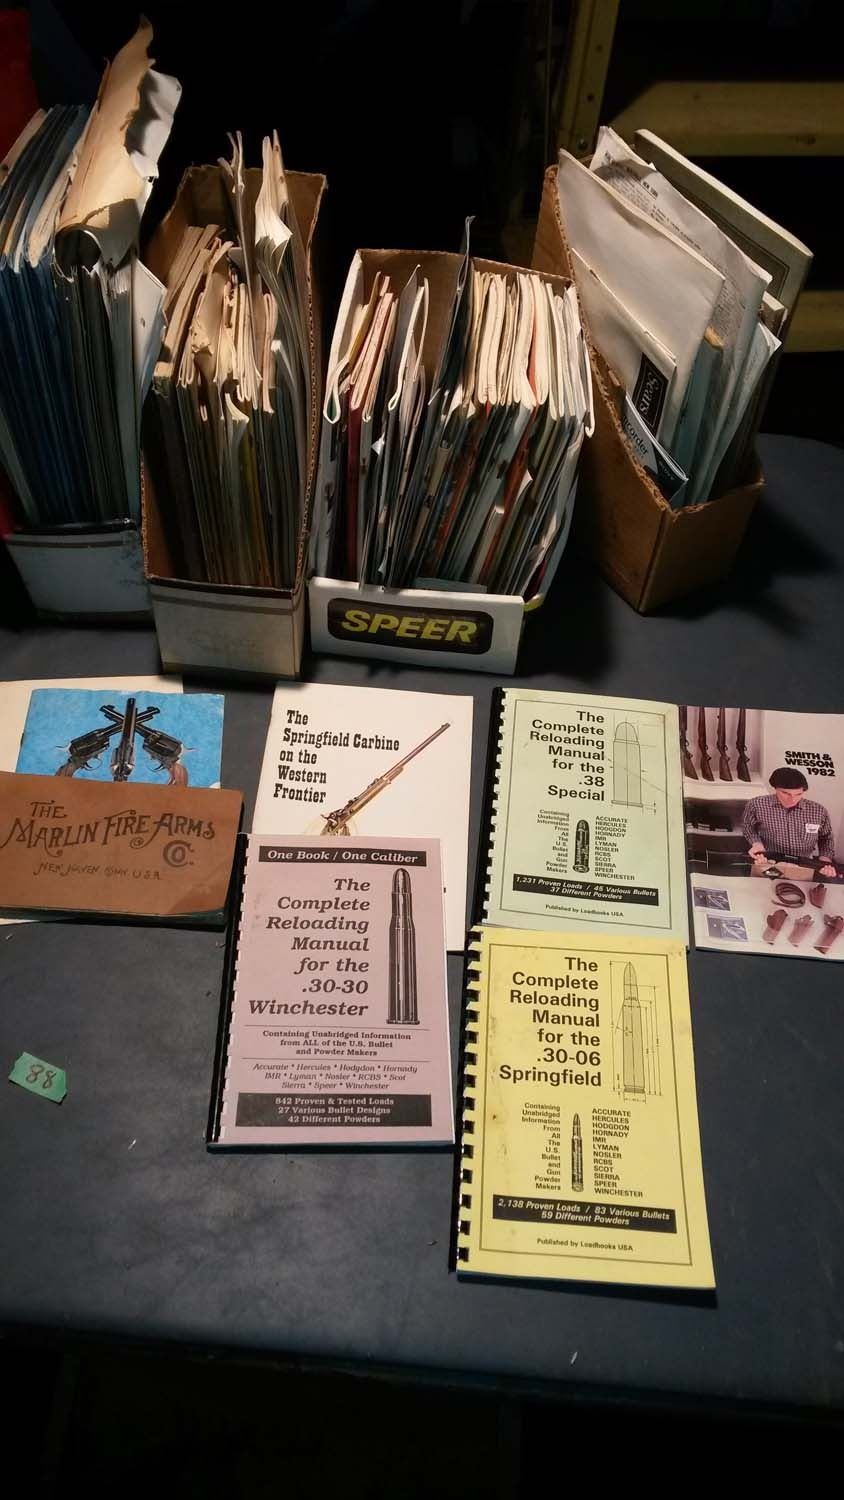 Sears
corder
SPEER
THE
MARLIN FIRE ARMS
CO.
NEW HAVEN, CONN. U.S.A.
The
Springfield Carbine
on the
Western
Frontier
The
Complete
Reloading
Manual
for the
.38
Special
Containing
Unabridged
Information
From
All
The
U.S.
Bullet
and
Gun
Powder
Makers
ACCURATE
HERCULES
HODGDON
HORNADY
IMR
LYMAN
NOSLER
RCBS
SCOT
SIERRA
SPEER
WINCHESTER
1,231 Proven Loads / 45 Various Bullets
37 Different Powders
Published by Loadbooks USA
SMITH &
WESSON
1982
One Book / One Caliber
The
Complete
Reloading
Manual
for the
.30-30
Winchester
Containing Unabridged Information
from ALL of the U.S. Bullet
and Powder Makers
Accurate * Hercules * Hodgdon * Hornady
IMR * Lyman * Nosler * RCBS * Scot
Sierra * Speer * Winchester
842 Proven & Tested Loads
27 Various Bullet Designs
42 Different Powders
The
Complete
Reloading
Manual
for the
.30-06
Springfield
Containing
Unabridged
Information
From
All
The
U.S.
Bullet
and
Gun
Powder
Makers
ACCURATE
HERCULES
HODGDON
HORNADY
IMR
LYMAN
NOSLER
RCBS
SCOT
SIERRA
SPEER
WINCHESTER
2,138 Proven Loads / 83 Various Bullets
59 Different Powders
Published by Loadbooks USA
88